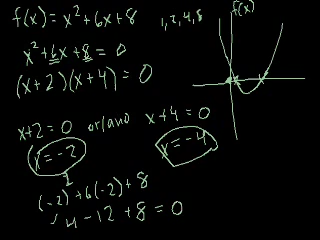 f(x) = x² + 6x + 8
1, 2, 4, 8
f(x)
x² + 6x + 8 = 0
(x+2)(x+4) = 0
x+2 = 0 or/and x+4 = 0
x = -2
x = -4
(-2)² + 6(-2) + 8
4 - 12 + 8 = 0